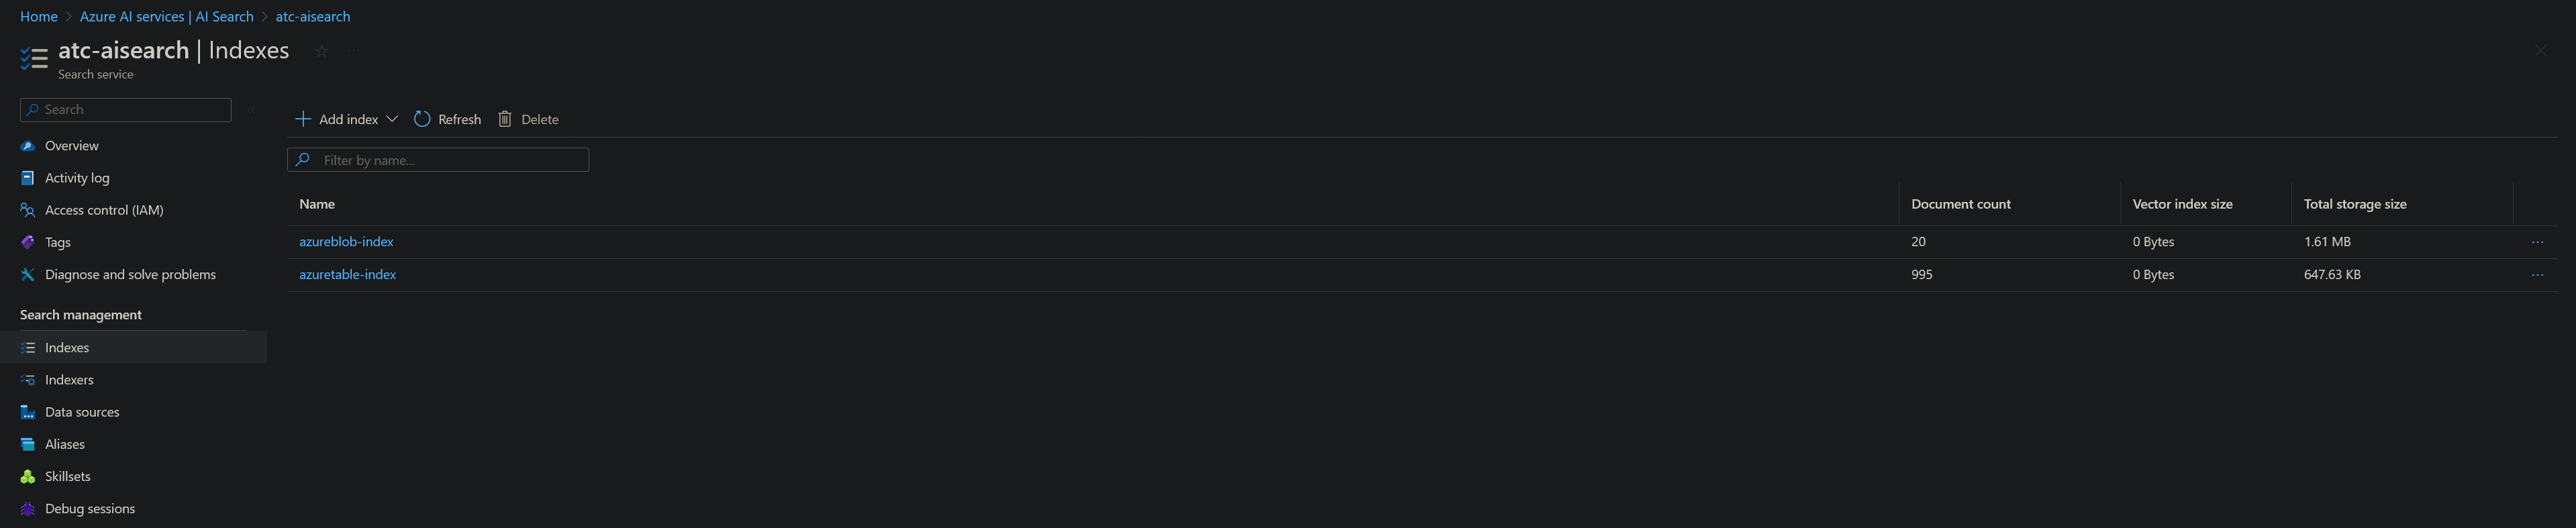 Home > Azure AI services | AI Search > atc-aisearch
atc-aisearch | Indexes
Search service
Search
Add index
Refresh
Delete
Overview
Activity log
Access control (IAM)
Tags
Diagnose and solve problems
Search management
Indexes
Indexers
Data sources
Aliases
Skillsets
Debug sessions
Filter by name...
Name Document count Vector index size Total storage size
azureblob-index 20 0 Bytes 1.61 MB ...
azuretable-index 995 0 Bytes 647.63 KB ...